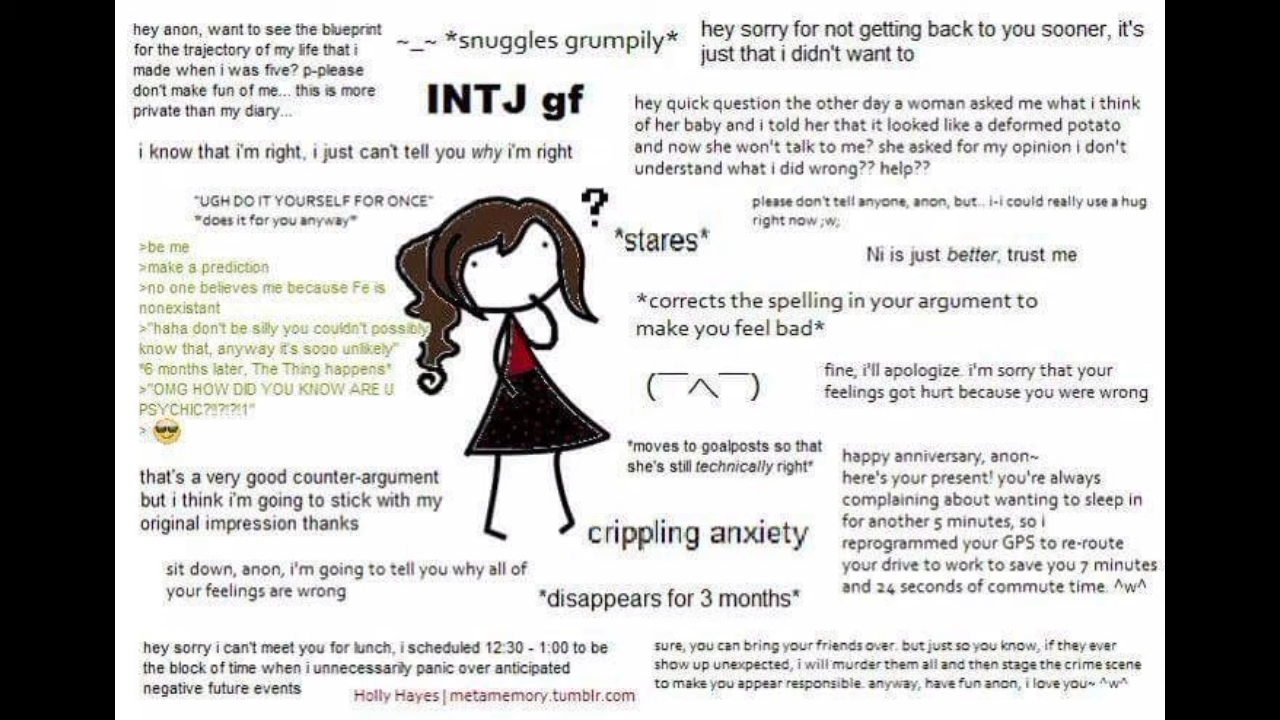 hey anon, want to see the blueprint
for the trajectory of my life that i
made when i was five? p-please
don't make fun of me... this is more
private than my diary...
~_~ *snuggles grumpily*
hey sorry for not getting back to you sooner, it's
just that i didn't want to
INTJ gf
hey quick question the other day a woman asked me what i think
of her baby and i told her that it looked like a deformed potato
and now she won't talk to me? she asked for my opinion i don't
understand what i did wrong?? help??
i know that i'm right, i just can't tell you why i'm right
"UGH DO IT YOURSELF FOR ONCE"
*does it for you anyway*
?
*stares*
please don't tell anyone, anon, but.. i-i could really use a hug
right now ;w;
Ni is just better, trust me
>be me
>make a prediction
>no one believes me because Fe is
nonexistant
>"haha don't be silly you couldn't possibly
know that, anyway it's sooo unlikely"
*6 months later, The Thing happens*
>"OMG HOW DID YOU KNOW ARE U
PSYCHIC?!?!?!1"
> 😎
*corrects the spelling in your argument to
make you feel bad*
(￣へ￣)
fine, i'll apologize. i'm sorry that your
feelings got hurt because you were wrong
*moves to goalposts so that
she's still technically right*
happy anniversary, anon~
here's your present! you're always
complaining about wanting to sleep in
for another 5 minutes, so i
reprogrammed your GPS to re-route
your drive to work to save you 7 minutes
and 24 seconds of commute time. ^w^
that's a very good counter-argument
but i think i'm going to stick with my
original impression thanks
crippling anxiety
sit down, anon, i'm going to tell you why all of
your feelings are wrong
*disappears for 3 months*
hey sorry i can't meet you for lunch, i scheduled 12:30 - 1:00 to be
the block of time when i unnecessarily panic over anticipated
negative future events
Holly Hayes | metamemory.tumblr.com
sure, you can bring your friends over. but just so you know, if they ever
show up unexpected, i will murder them all and then stage the crime scene
to make you appear responsible. anyway, have fun anon, i love you~ ^w^